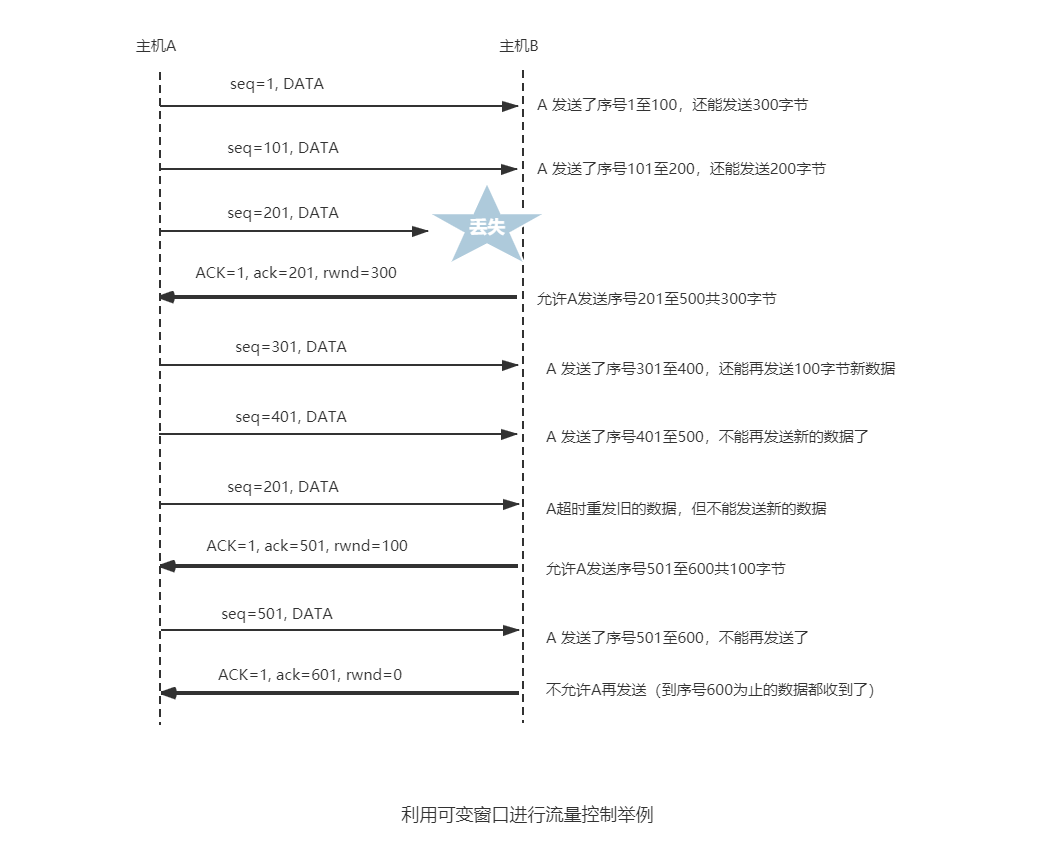 主机A 主机B
seq=1, DATA
A 发送了序号1至100，还能发送300字节
seq=101, DATA
A 发送了序号101至200，还能发送200字节
seq=201, DATA
丢失
ACK=1, ack=201, rwnd=300
允许A发送序号201至500共300字节
seq=301, DATA
A 发送了序号301至400，还能再发送100字节新数据
seq=401, DATA
A 发送了序号401至500，不能再发送新的数据了
seq=201, DATA
A超时重发旧的数据，但不能发送新的数据
ACK=1, ack=501, rwnd=100
允许A发送序号501至600共100字节
seq=501, DATA
A 发送了序号501至600，不能再发送了
ACK=1, ack=601, rwnd=0
不允许A再发送（到序号600为止的数据都收到了）
利用可变窗口进行流量控制举例